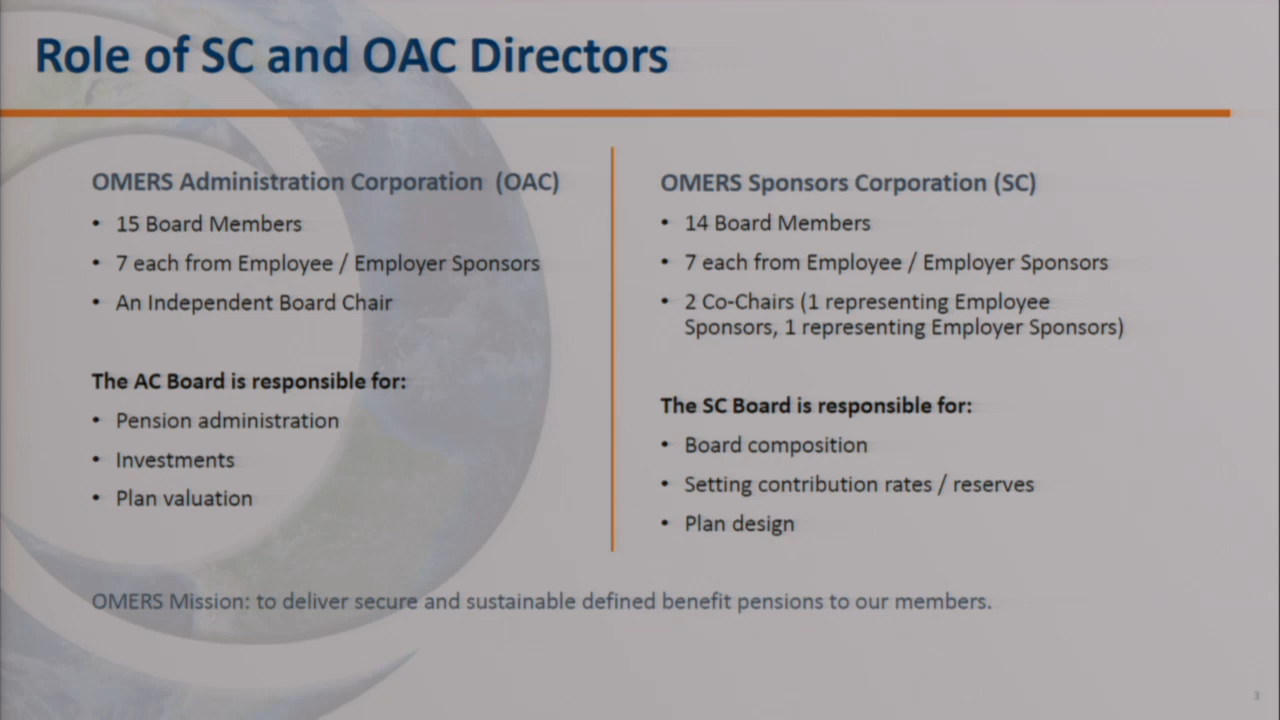 Role of SC and OAC Directors
OMERS Administration Corporation (OAC)
• 15 Board Members
• 7 each from Employee / Employer Sponsors
• An Independent Board Chair
The AC Board is responsible for:
• Pension administration
• Investments
• Plan valuation
OMERS Sponsors Corporation (SC)
• 14 Board Members
• 7 each from Employee / Employer Sponsors
• 2 Co-Chairs (1 representing Employee
Sponsors, 1 representing Employer Sponsors)
The SC Board is responsible for:
• Board composition
• Setting contribution rates / reserves
• Plan design
OMERS Mission: to deliver secure and sustainable defined benefit pensions to our members.
3